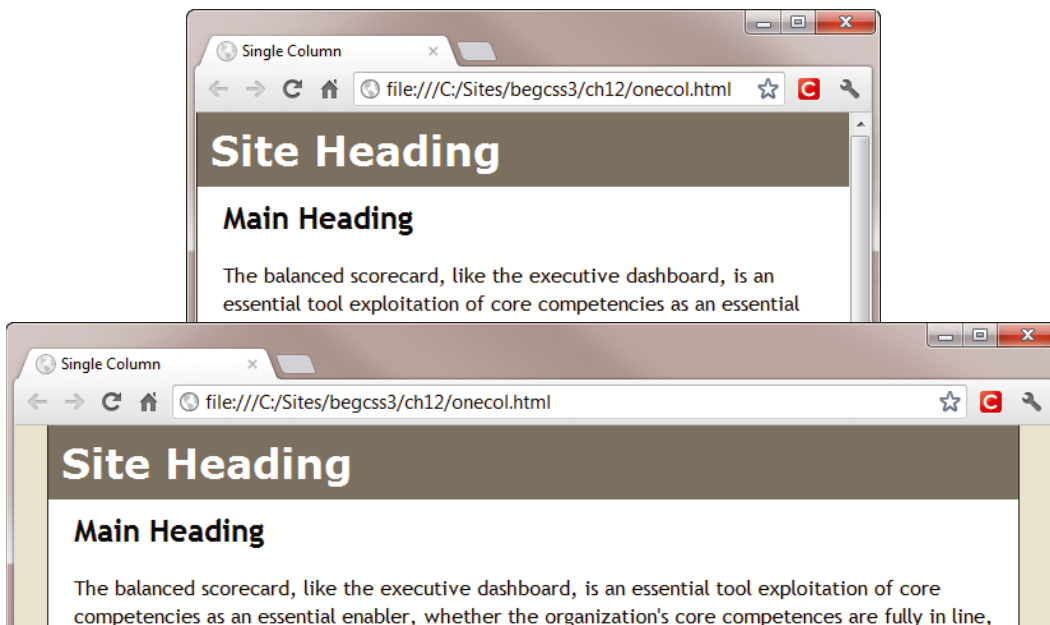 Single Column
file:///C:/Sites/begcss3/ch12/onecol.html
Site Heading
Main Heading
The balanced scorecard, like the executive dashboard, is an
essential tool exploitation of core competencies as an essential
Single Column
file:///C:/Sites/begcss3/ch12/onecol.html
Site Heading
Main Heading
The balanced scorecard, like the executive dashboard, is an essential tool exploitation of core
competencies as an essential enabler, whether the organization's core competences are fully in line,